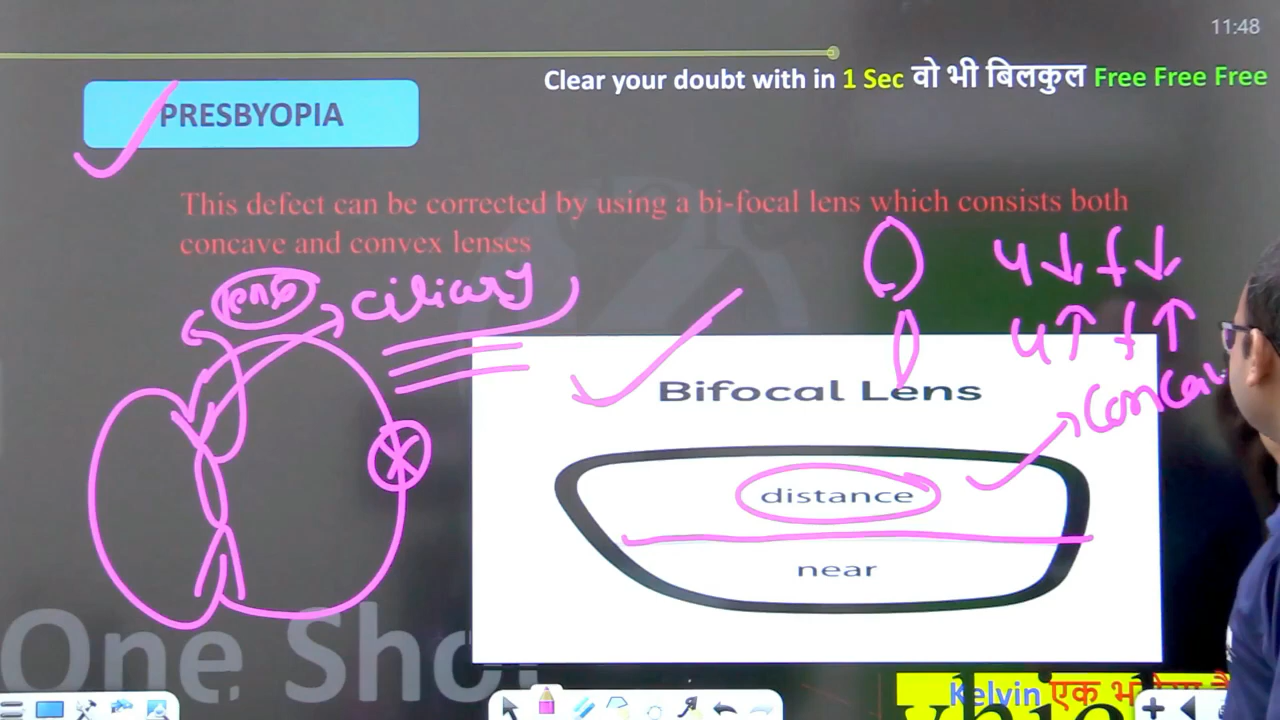 11:48
Clear your doubt with in 1 Sec वो भी बिलकुल Free Free Free
PRESBYOPIA
This defect can be corrected by using a bi-focal lens which consists both
concave and convex lenses
lens
ciliary
u↓ f↓
u↑ f↑
Bifocal Lens
distance
near
One Sho
Kelvin एक